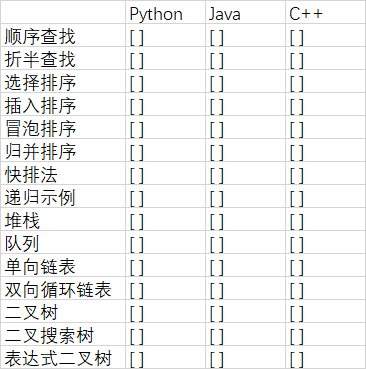 Python Java C++
顺序查找 [ ] [ ] [ ]
折半查找 [ ] [ ] [ ]
选择排序 [ ] [ ] [ ]
插入排序 [ ] [ ] [ ]
冒泡排序 [ ] [ ] [ ]
归并排序 [ ] [ ] [ ]
快排法 [ ] [ ] [ ]
递归示例 [ ] [ ] [ ]
堆栈 [ ] [ ] [ ]
队列 [ ] [ ] [ ]
单向链表 [ ] [ ] [ ]
双向循环链表 [ ] [ ] [ ]
二叉树 [ ] [ ] [ ]
二叉搜索树 [ ] [ ] [ ]
表达式二叉树 [ ] [ ] [ ]